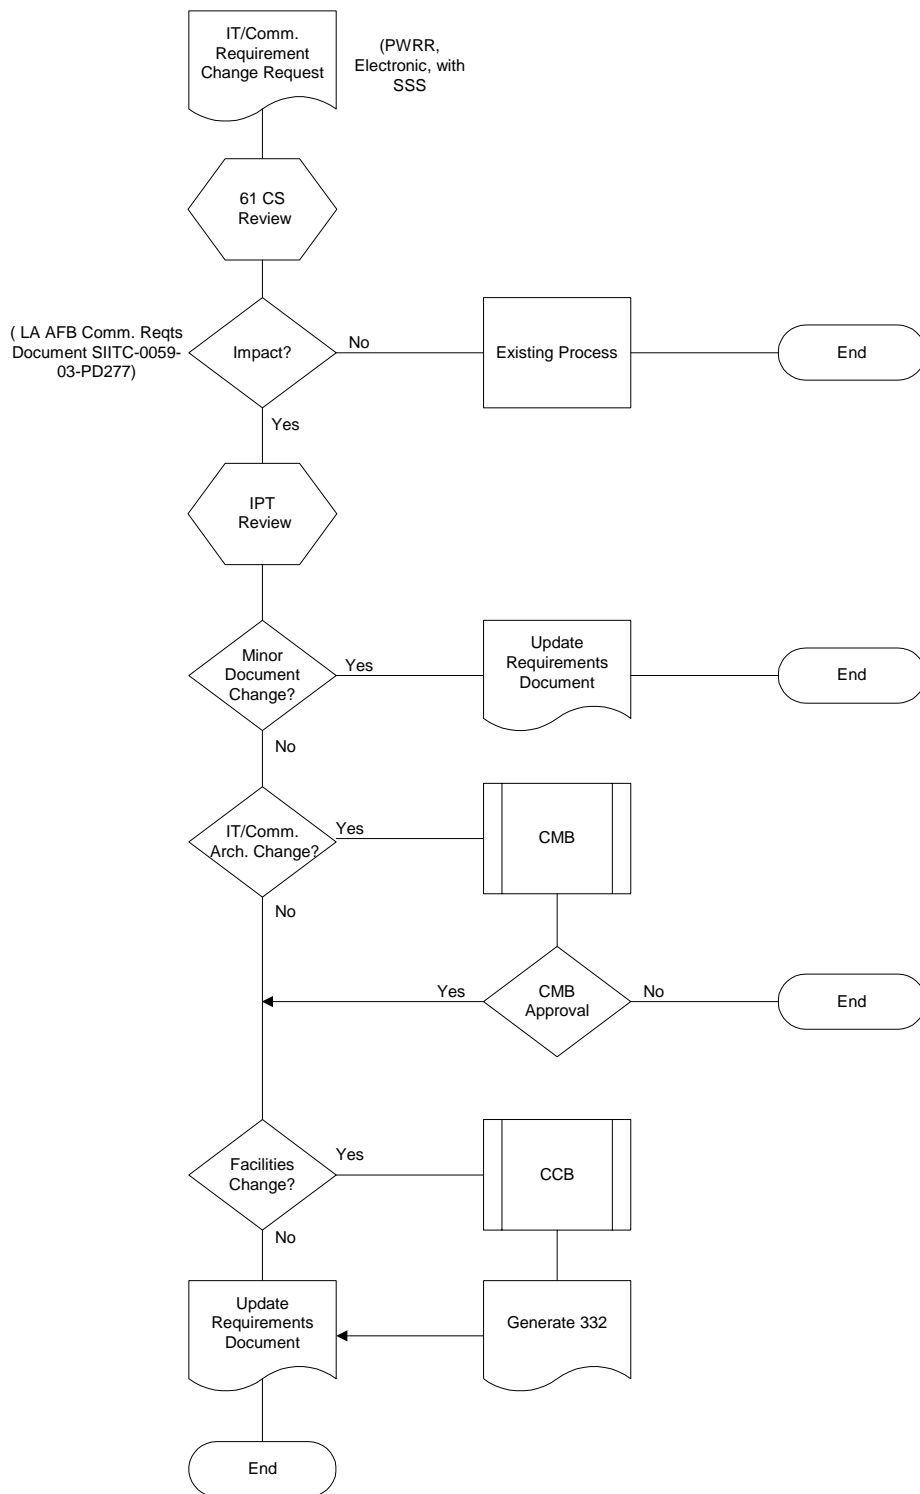 IT/Comm.
Requirement
Change Request
(PWRR,
Electronic, with
SSS
61 CS
Review
( LA AFB Comm. Reqts
Document SIITC-0059-
03-PD277)
Impact?
No
Existing Process
End
Yes
IPT
Review
Minor
Document
Change?
Yes
Update
Requirements
Document
End
No
IT/Comm.
Arch. Change?
Yes
CMB
No
Yes
CMB
Approval
No
End
Facilities
Change?
Yes
CCB
No
Update
Requirements
Document
Generate 332
End